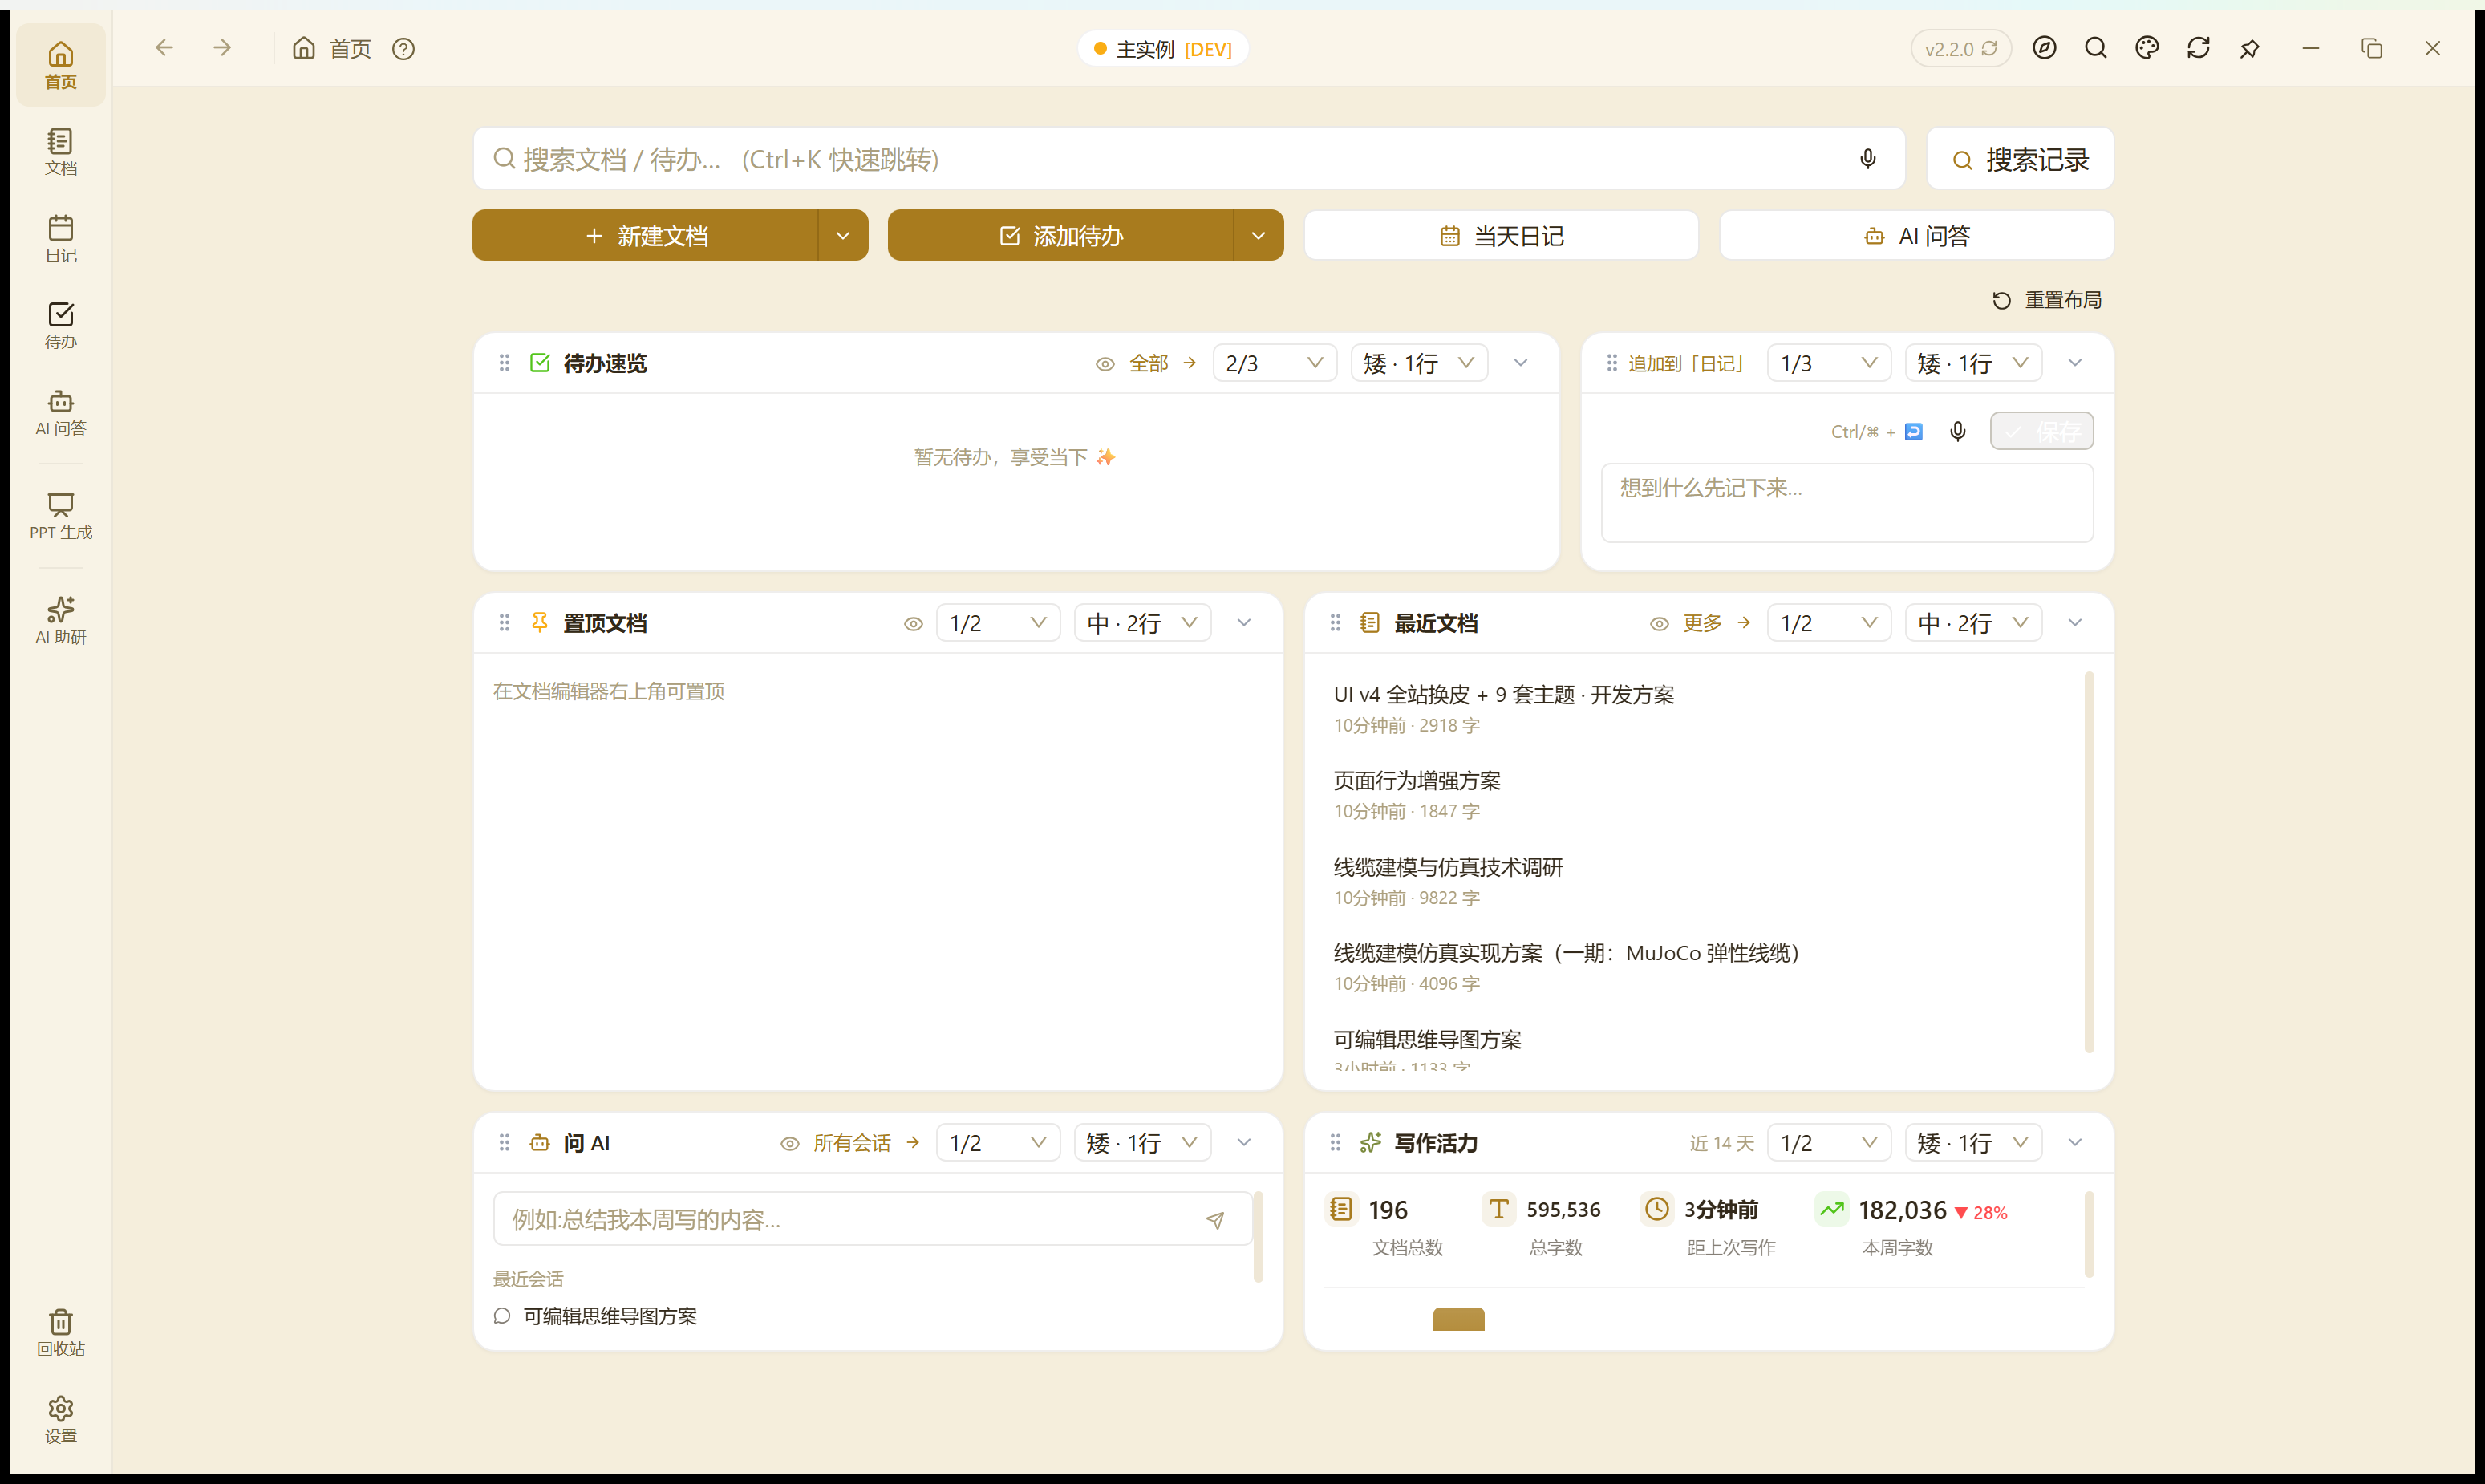 首页
文档
日记
待办
AI 问答
PPT 生成
AI 助研
回收站
设置
首页
主实例 [DEV]
v2.2.0
搜索文档 / 待办... (Ctrl+K 快速跳转)
搜索记录
新建文档
添加待办
当天日记
AI 问答
重置布局
待办速览
全部
2/3
矮 · 1行
暂无待办，享受当下 ✨
追加到「日记」
1/3
矮 · 1行
Ctrl/⌘ + ↩
保存
想到什么先记下来...
置顶文档
1/2
中 · 2行
在文档编辑器右上角可置顶
最近文档
更多
1/2
中 · 2行
UI v4 全站换皮 + 9 套主题 · 开发方案
10分钟前 · 2918 字
页面行为增强方案
10分钟前 · 1847 字
线缆建模与仿真技术调研
10分钟前 · 9822 字
线缆建模仿真实现方案（一期：MuJoCo 弹性线缆）
10分钟前 · 4096 字
可编辑思维导图方案
3小时前 · 1133 字
问 AI
所有会话
1/2
矮 · 1行
例如:总结我本周写的内容...
最近会话
可编辑思维导图方案
写作活力
近 14 天
1/2
矮 · 1行
196
文档总数
595,536
总字数
3分钟前
距上次写作
182,036 ▼ 28%
本周字数